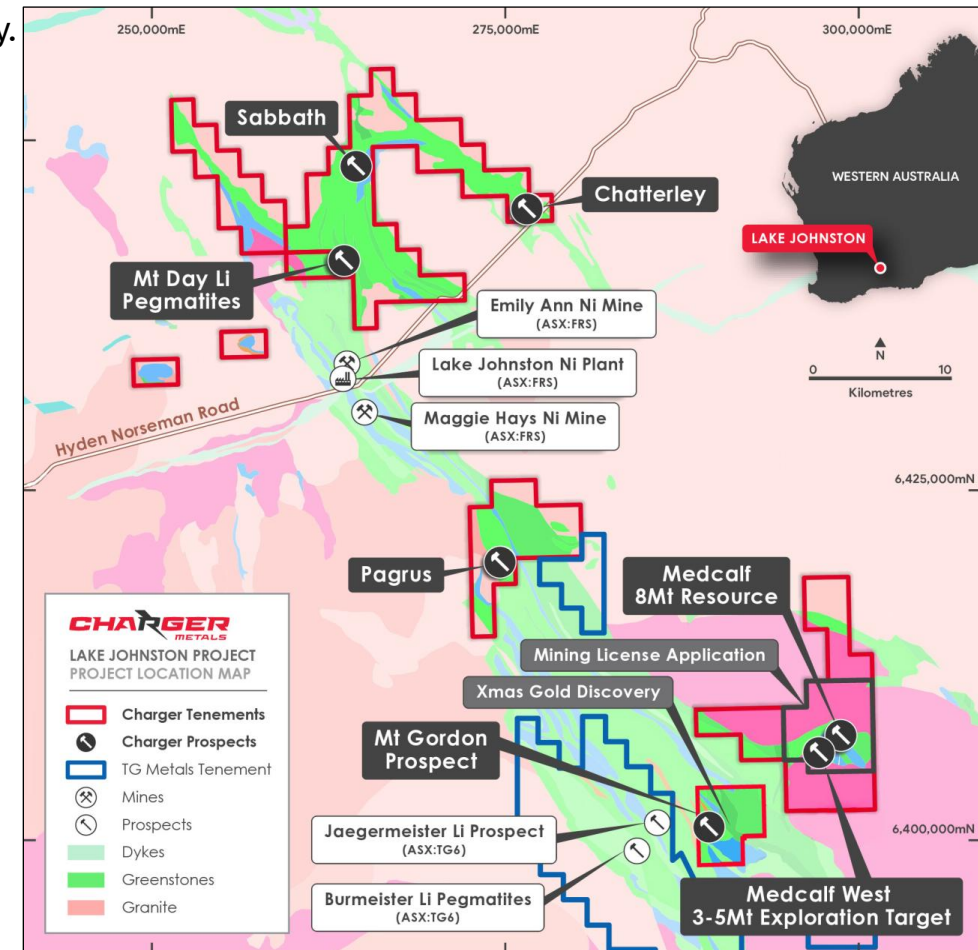 y.
250,000mE
275,000mE
300,000mE
Sabbath
Chatterley
WESTERN AUSTRALIA
LAKE JOHNSTON
Mt Day Li
Pegmatites
Emily Ann Ni Mine
(ASX:FRS)
Lake Johnston Ni Plant
(ASX:FRS)
N
0 10
Kilometres
Maggie Hays Ni Mine
(ASX:FRS)
Hyden Norseman Road
6,425,000mN
Pagrus
Medcalf
8Mt Resource
Mining License Application
Xmas Gold Discovery
Mt Gordon
Prospect
Jaegermeister Li Prospect
(ASX:TG6)
6,400,000mN
Burmeister Li Pegmatites
(ASX:TG6)
Medcalf West
3-5Mt Exploration Target
CHARGER
METALS
LAKE JOHNSTON PROJECT
PROJECT LOCATION MAP
Charger Tenements
Charger Prospects
TG Metals Tenement
Mines
Prospects
Dykes
Greenstones
Granite